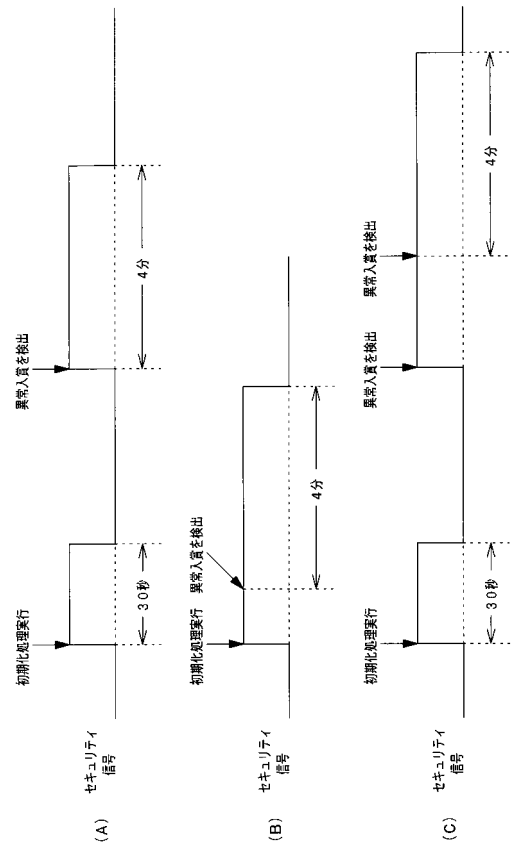 (A)
セキュリティ
信号
初期化処理実行
30秒
異常入賞を検出
4分
(B)
セキュリティ
信号
初期化処理実行
異常入賞を検出
4分
(C)
セキュリティ
信号
初期化処理実行
30秒
異常入賞を検出
異常入賞を検出
4分